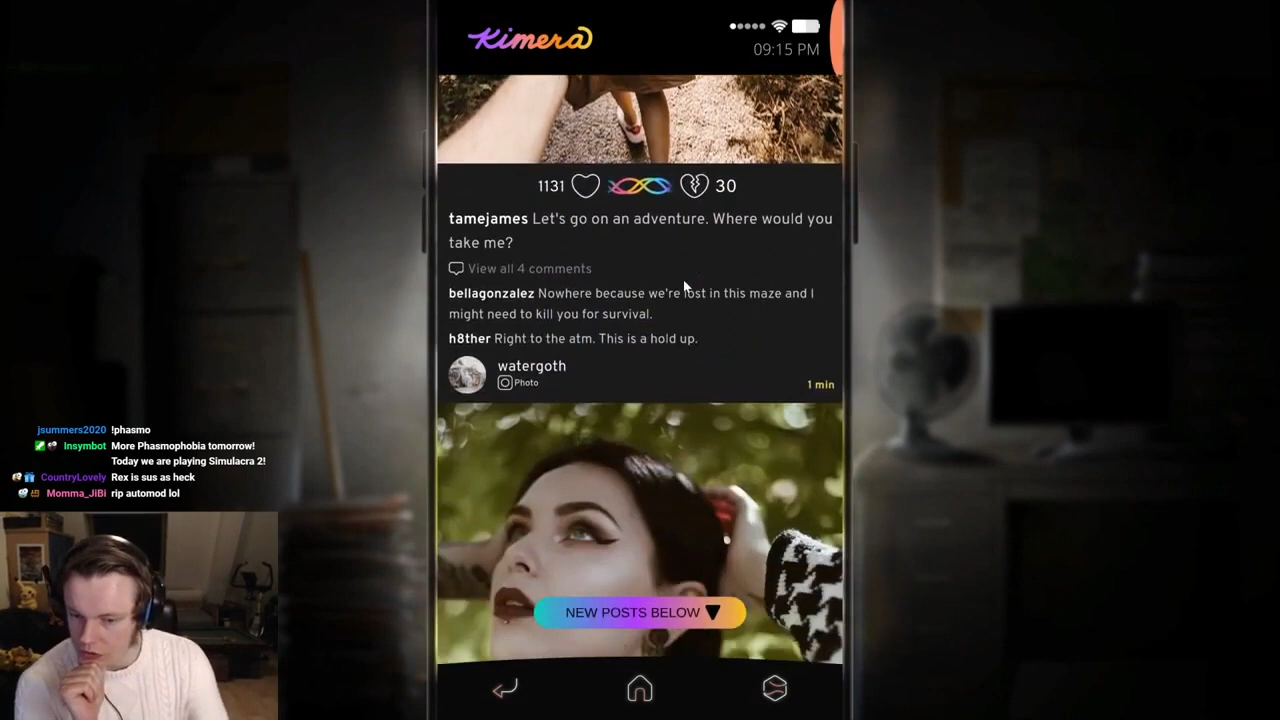 Kimera
09:15 PM
1131
30
tamejames Let's go on an adventure. Where would you
take me?
View all 4 comments
bellagonzalez Nowhere because we're lost in this maze and I
might need to kill you for survival.
h8ther Right to the atm. This is a hold up.
watergoth
Photo
1 min
NEW POSTS BELOW
jsummers2020 !phasmo
Insymbot More Phasmophobia tomorrow!
Today we are playing Simulacra 2!
CountryLovely Rex is sus as heck
Momma_JiBi rip automod lol